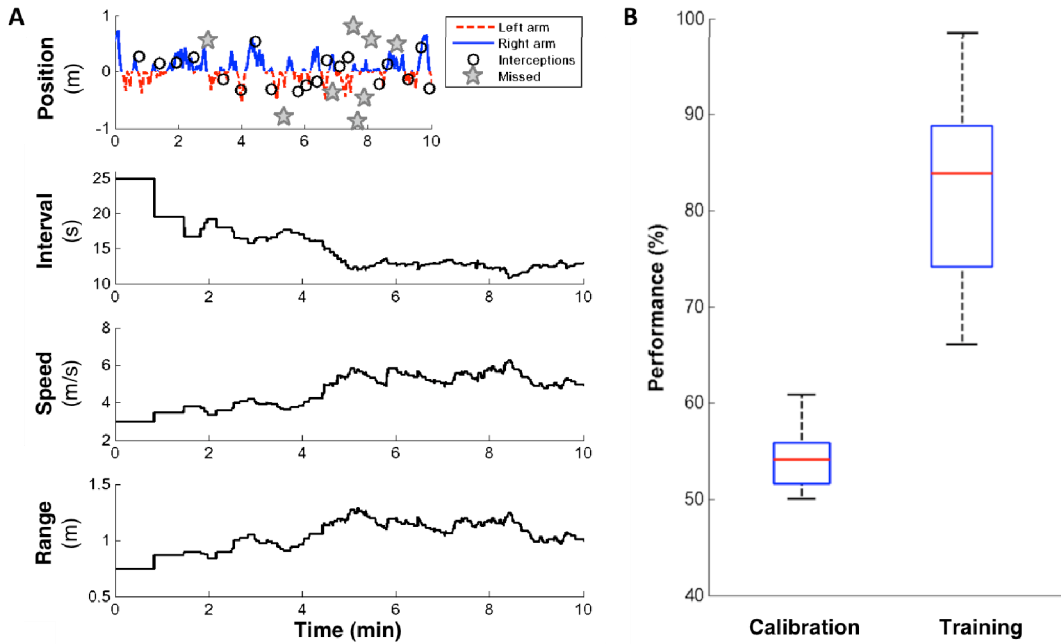 A
Position
(m)
1
0
-1
0 2 4 6 8 10
Left arm
Right arm
Interceptions
Missed
Interval
(s)
25
20
15
10
0 2 4 6 8 10
Speed
(m/s)
8
6
4
2
0 2 4 6 8 10
Range
(m)
1.5
1
0.5
0 2 4 6 8 10
Time (min)
B
Performance (%)
100
90
80
70
60
50
40
Calibration Training